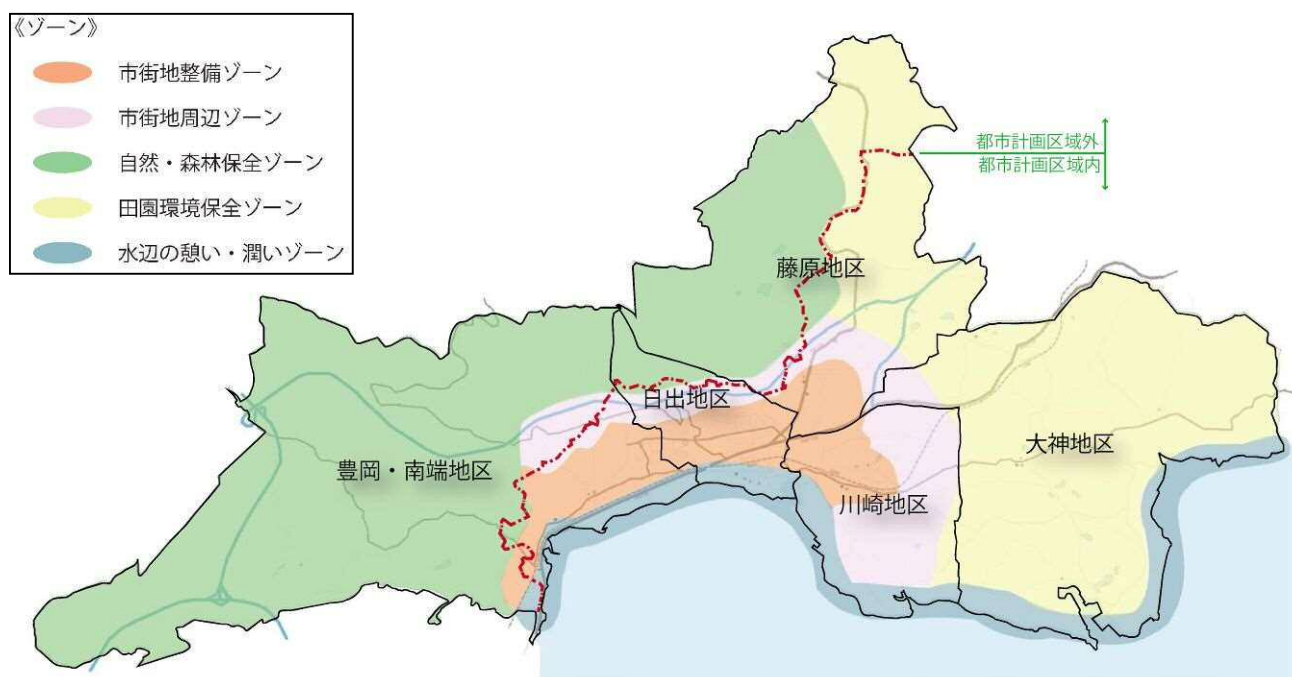 《ゾーン》
市街地整備ゾーン
市街地周辺ゾーン
自然・森林保全ゾーン
田園環境保全ゾーン
水辺の憩い・潤いゾーン
都市計画区域外
都市計画区域内
藤原地区
日出地区
豊岡・南端地区
大神地区
川崎地区